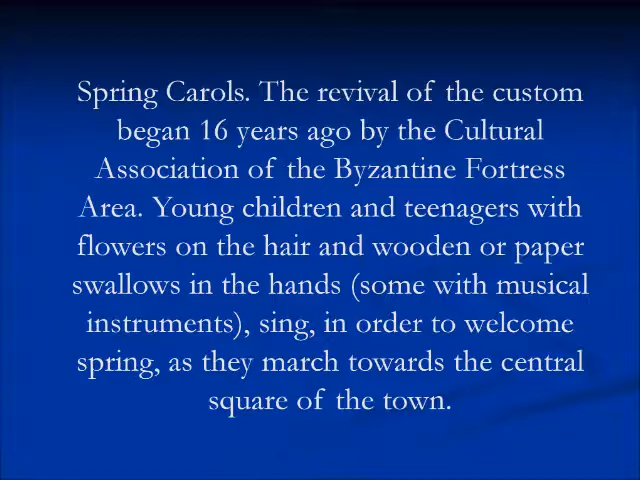 Spring Carols. The revival of the custom
began 16 years ago by the Cultural
Association of the Byzantine Fortress
Area. Young children and teenagers with
flowers on the hair and wooden or paper
swallows in the hands (some with musical
instruments), sing, in order to welcome
spring, as they march towards the central
square of the town.